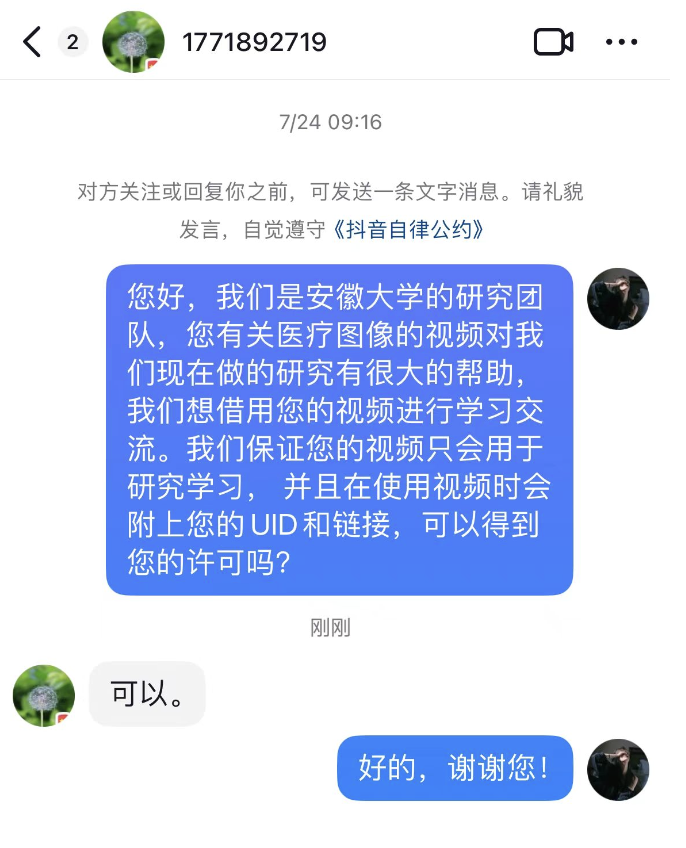 2
1771892719
7/24 09:16
对方关注或回复你之前，可发送一条文字消息。请礼貌
发言，自觉遵守《抖音自律公约》
您好，我们是安徽大学的研究团
队，您有关医疗图像的视频对我
们现在做的研究有很大的帮助，
我们想借用您的视频进行学习交
流。我们保证您的视频只会用于
研究学习， 并且在使用视频时会
附上您的UID和链接，可以得到
您的许可吗？
刚刚
可以。
好的，谢谢您！